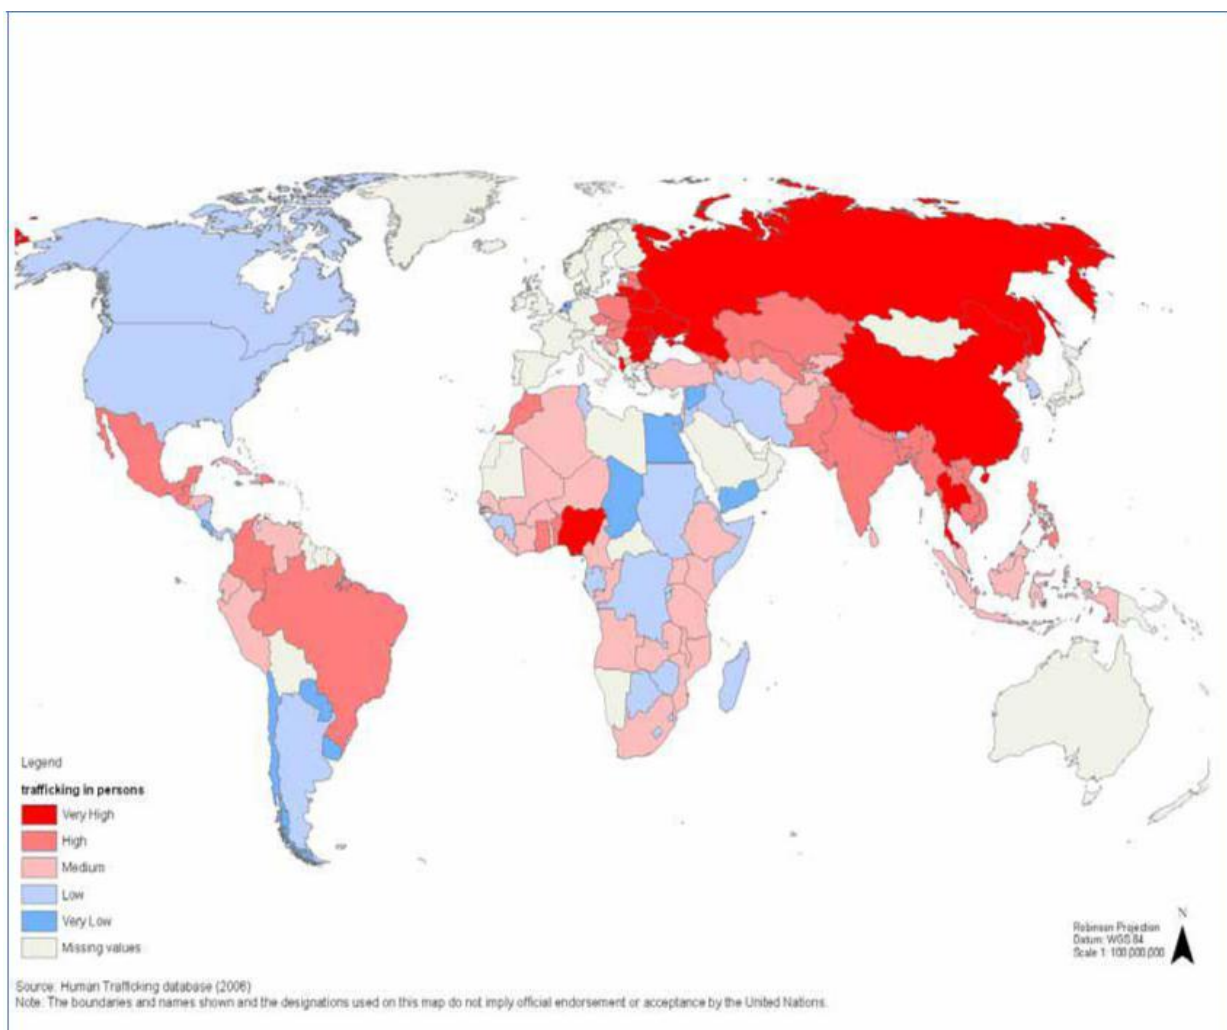 Legend
trafficking in persons
Very High
High
Medium
Low
Very Low
Missing values
N
Robinson Projection
Datum: WGS 84
Scale 1: 100,000,000
Source: Human Trafficking database (2006)
Note: The boundaries and names shown and the designations used on this map do not imply official endorsement or acceptance by the United Nations.